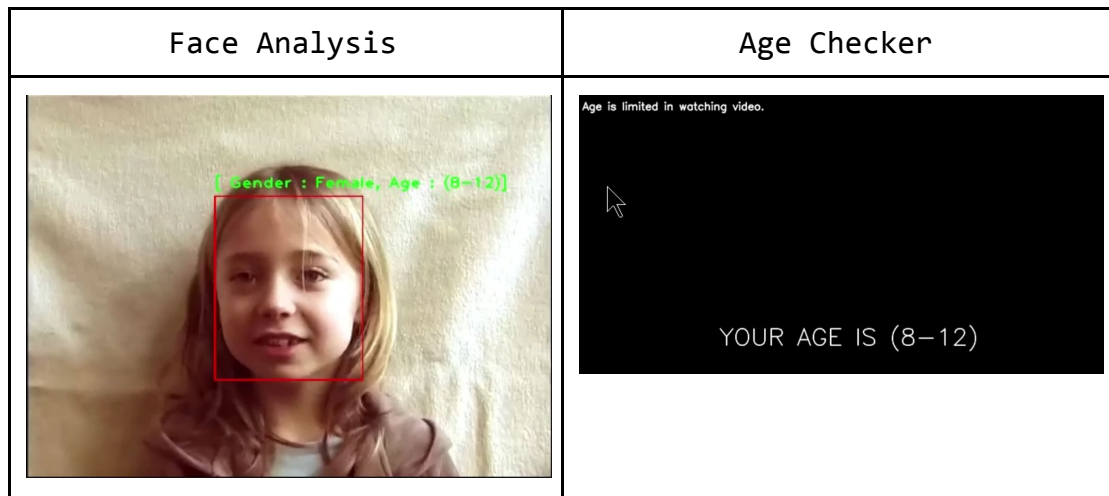 Face Analysis
Age Checker
[ Gender : Female, Age : (8-12)]
Age is limited in watching video.
YOUR AGE IS (8-12)